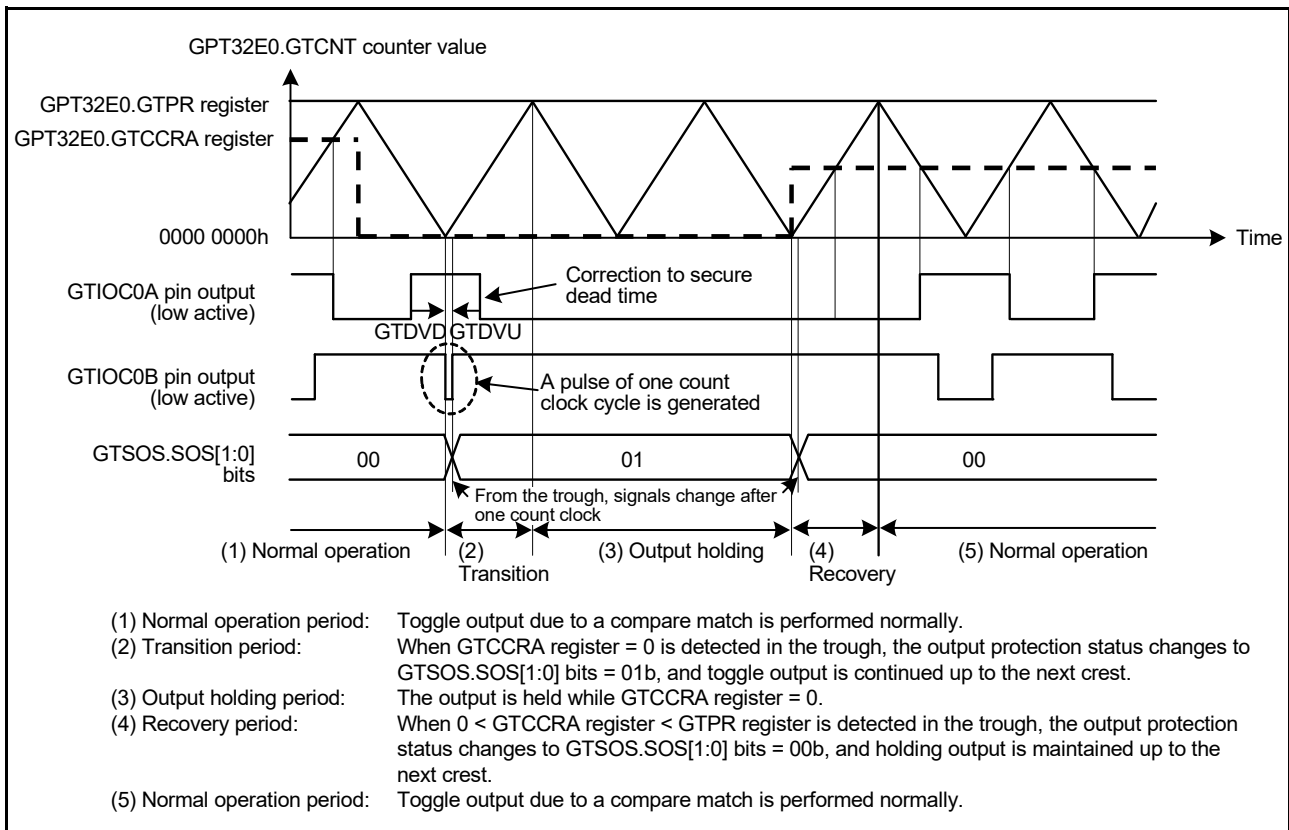 GPT32E0.GTCNT counter value
GPT32E0.GTPR register
GPT32E0.GTCCRA register
0000 0000h
Time
GTIOC0A pin output
(low active)
Correction to secure
dead time
GTDVD GTDVU
GTIOC0B pin output
(low active)
A pulse of one count
clock cycle is generated
GTSOS.SOS[1:0]
bits
00
01
00
From the trough, signals change after
one count clock
(1) Normal operation
(2)
Transition
(3) Output holding
(4)
Recovery
(5) Normal operation
(1) Normal operation period: Toggle output due to a compare match is performed normally.
(2) Transition period: When GTCCRA register = 0 is detected in the trough, the output protection status changes to
GTSOS.SOS[1:0] bits = 01b, and toggle output is continued up to the next crest.
(3) Output holding period: The output is held while GTCCRA register = 0.
(4) Recovery period: When 0 < GTCCRA register < GTPR register is detected in the trough, the output protection
status changes to GTSOS.SOS[1:0] bits = 00b, and holding output is maintained up to the
next crest.
(5) Normal operation period: Toggle output due to a compare match is performed normally.